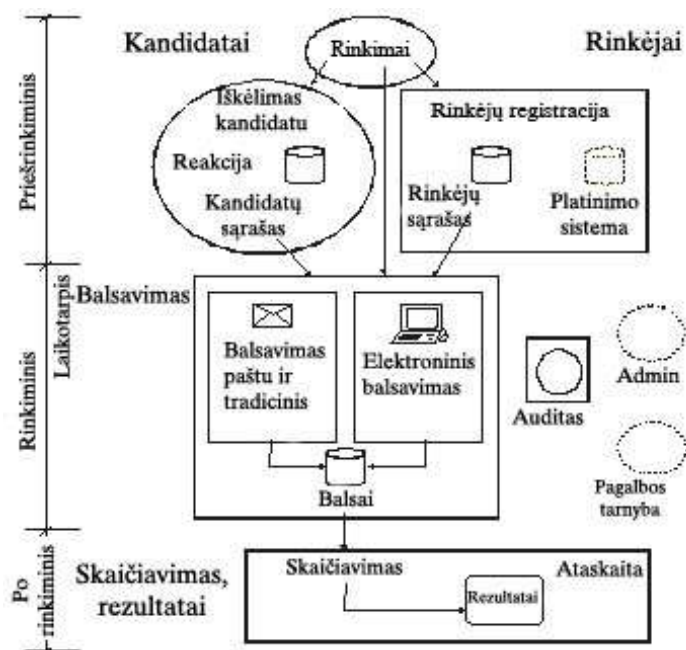 Kandidatai
Rinkimai
Rinkėjai
Iškėlimas
kandidatu
Reakcija
Kandidatų
sąrašas
Rinkėjų registracija
Rinkėjų
sąrašas
Platinimo
sistema
Priešrinkiminis
Laikotarpis
Rinkiminis
Balsavimas
Balsavimas
paštu ir
tradicinis
Elektroninis
balsavimas
Balsai
Auditas
Admin
Pagalbos
tarnyba
Po
rinkiminis
Skaičiavimas,
rezultatai
Skaičiavimas
Rezultatai
Ataskaita